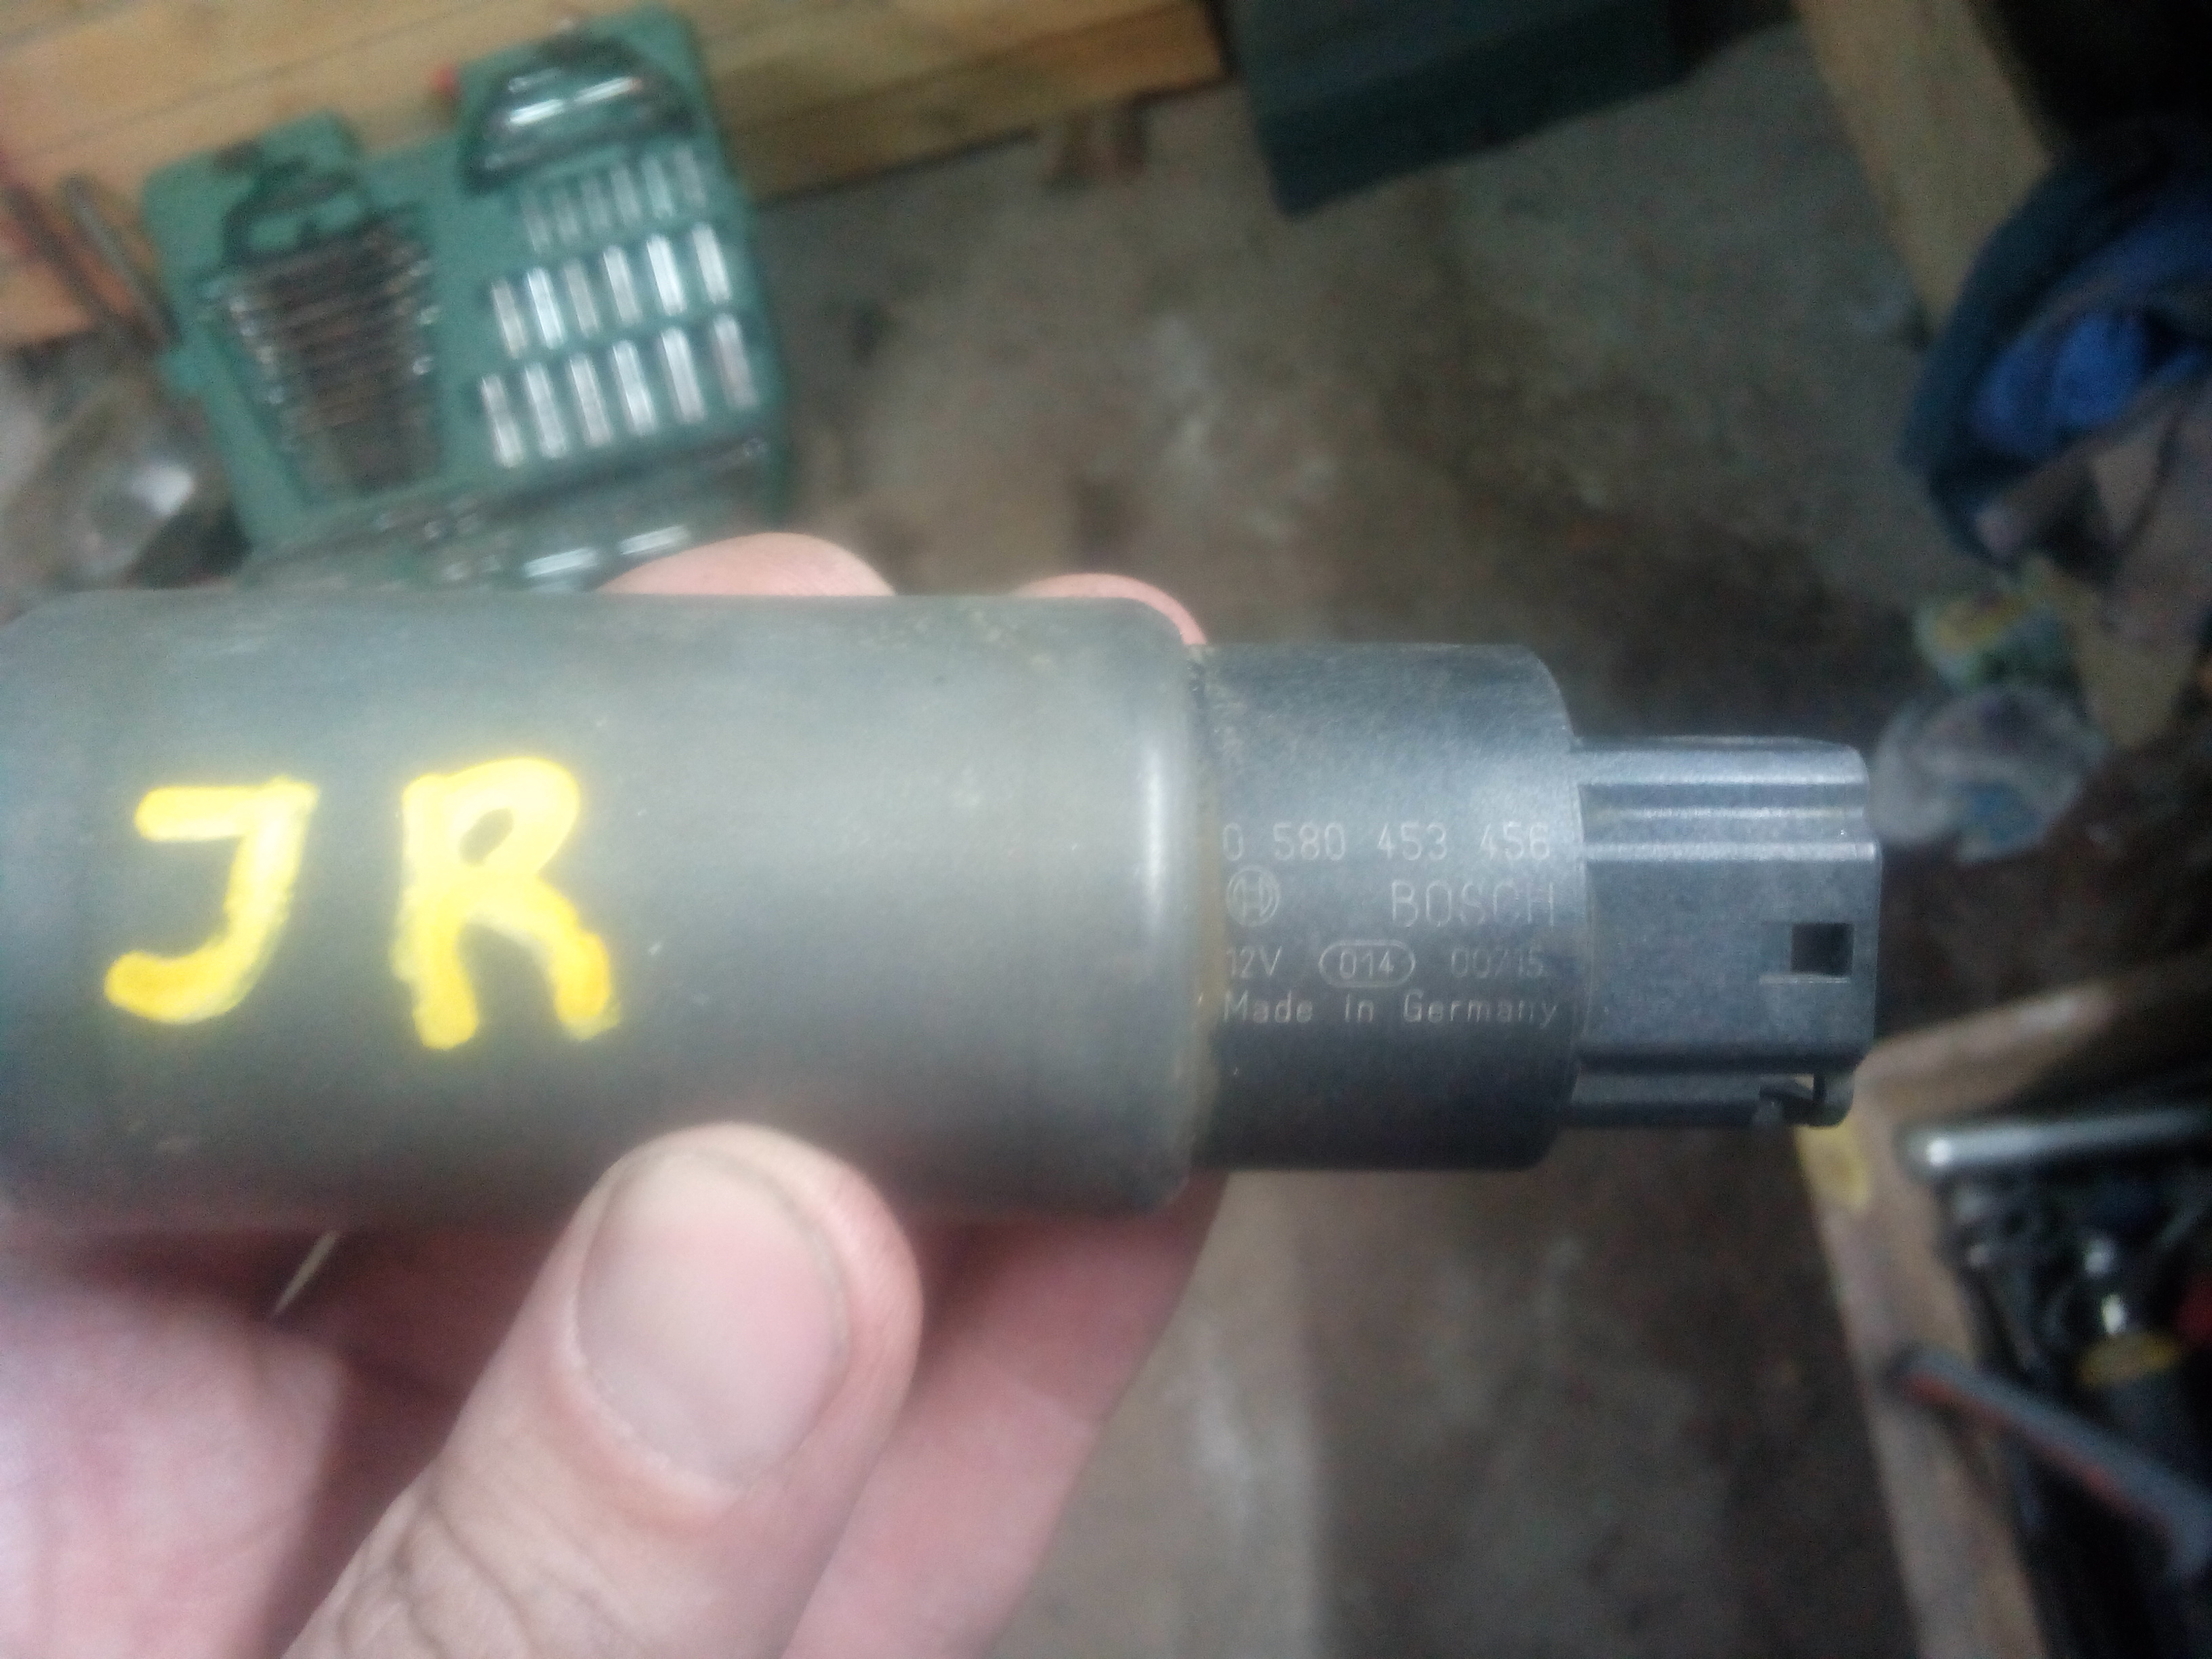 JR
0 580 453 456
BOSCH
12V 014 00715
Made in Germany